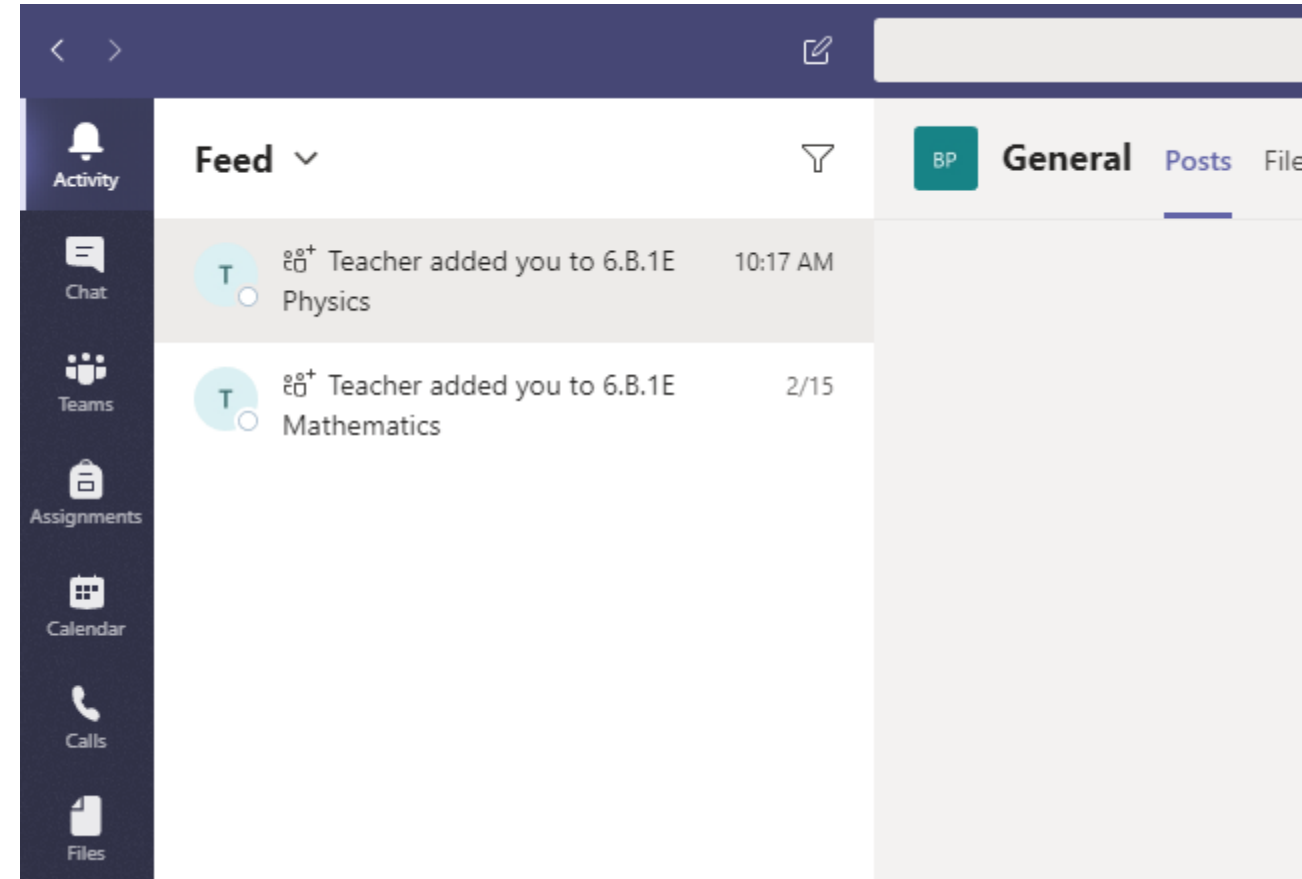 Activity
Chat
Teams
Assignments
Calendar
Calls
Files
Feed
T
Teacher added you to 6.B.1E
Physics
10:17 AM
T
Teacher added you to 6.B.1E
Mathematics
2/15
BP
General Posts File